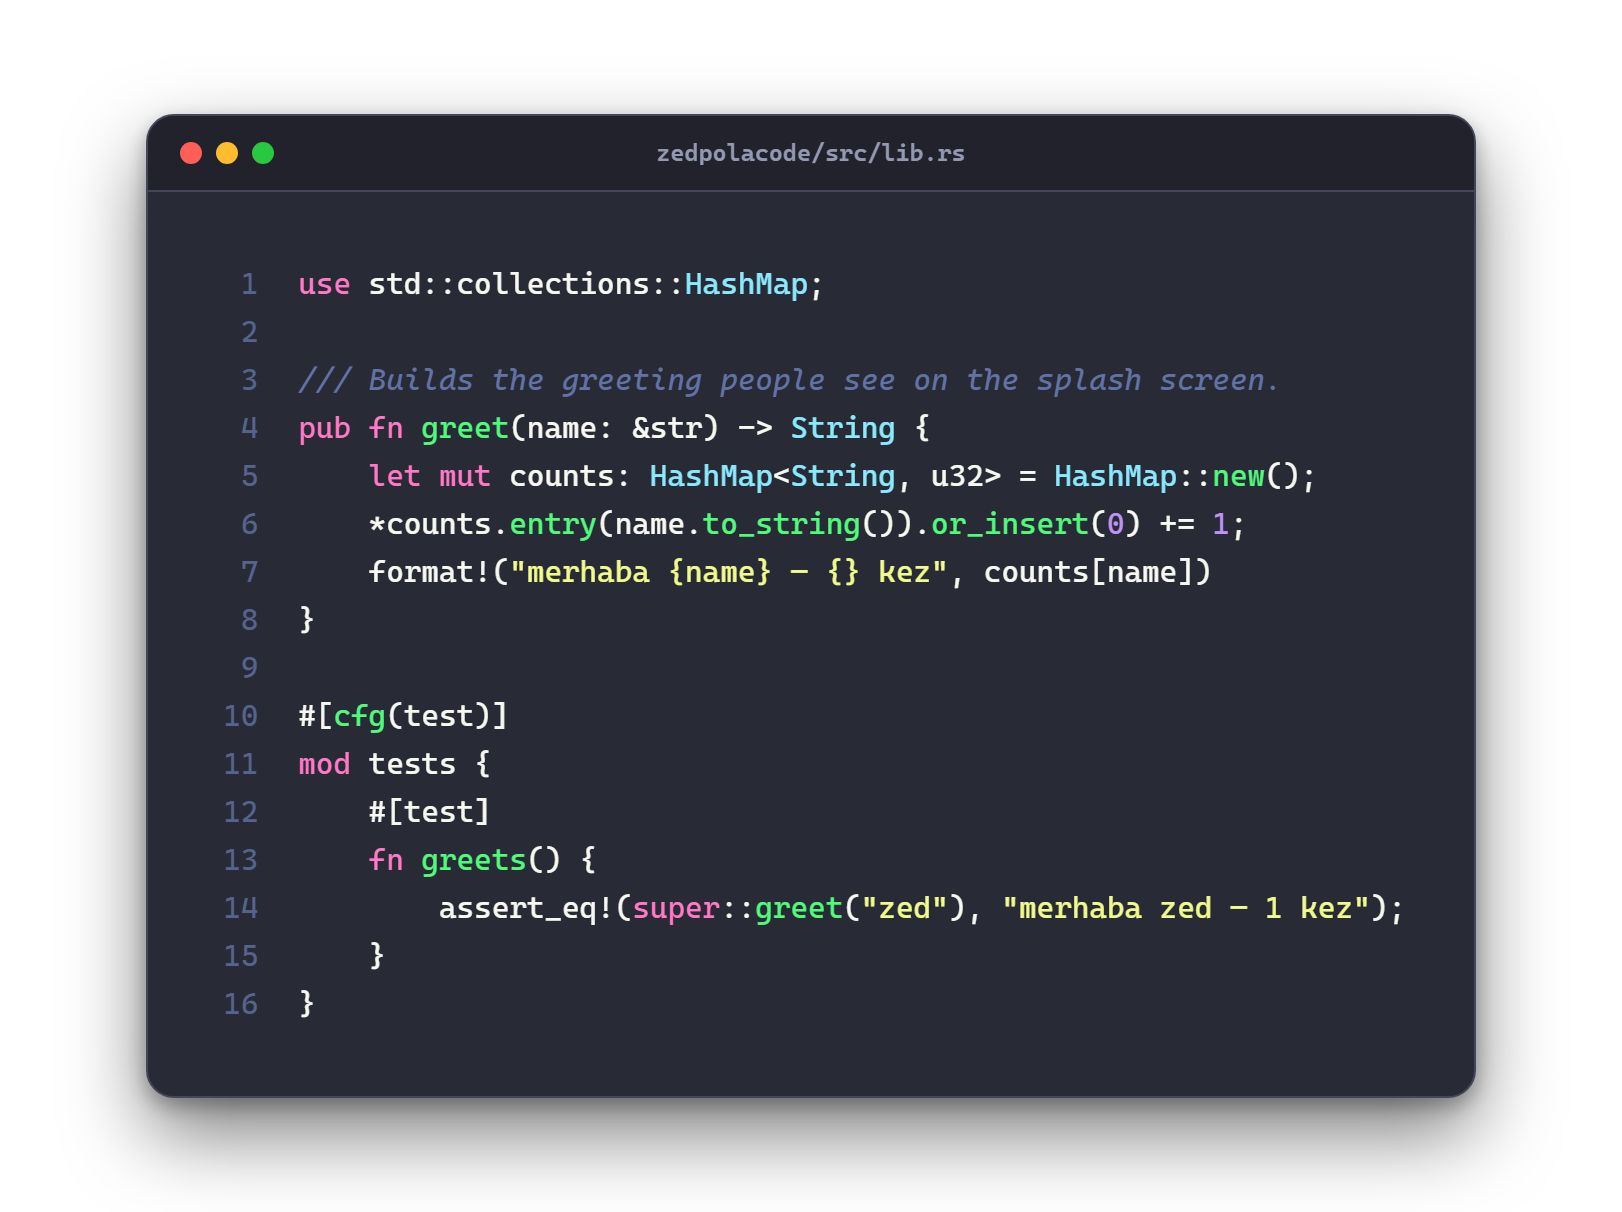 zedpolacode/src/lib.rs
1 use std::collections::HashMap;
2
3 /// Builds the greeting people see on the splash screen.
4 pub fn greet(name: &str) -> String {
5     let mut counts: HashMap<String, u32> = HashMap::new();
6     *counts.entry(name.to_string()).or_insert(0) += 1;
7     format!("merhaba {name} — {} kez", counts[name])
8 }
9
10 #[cfg(test)]
11 mod tests {
12     #[test]
13     fn greets() {
14         assert_eq!(super::greet("zed"), "merhaba zed — 1 kez");
15     }
16 }